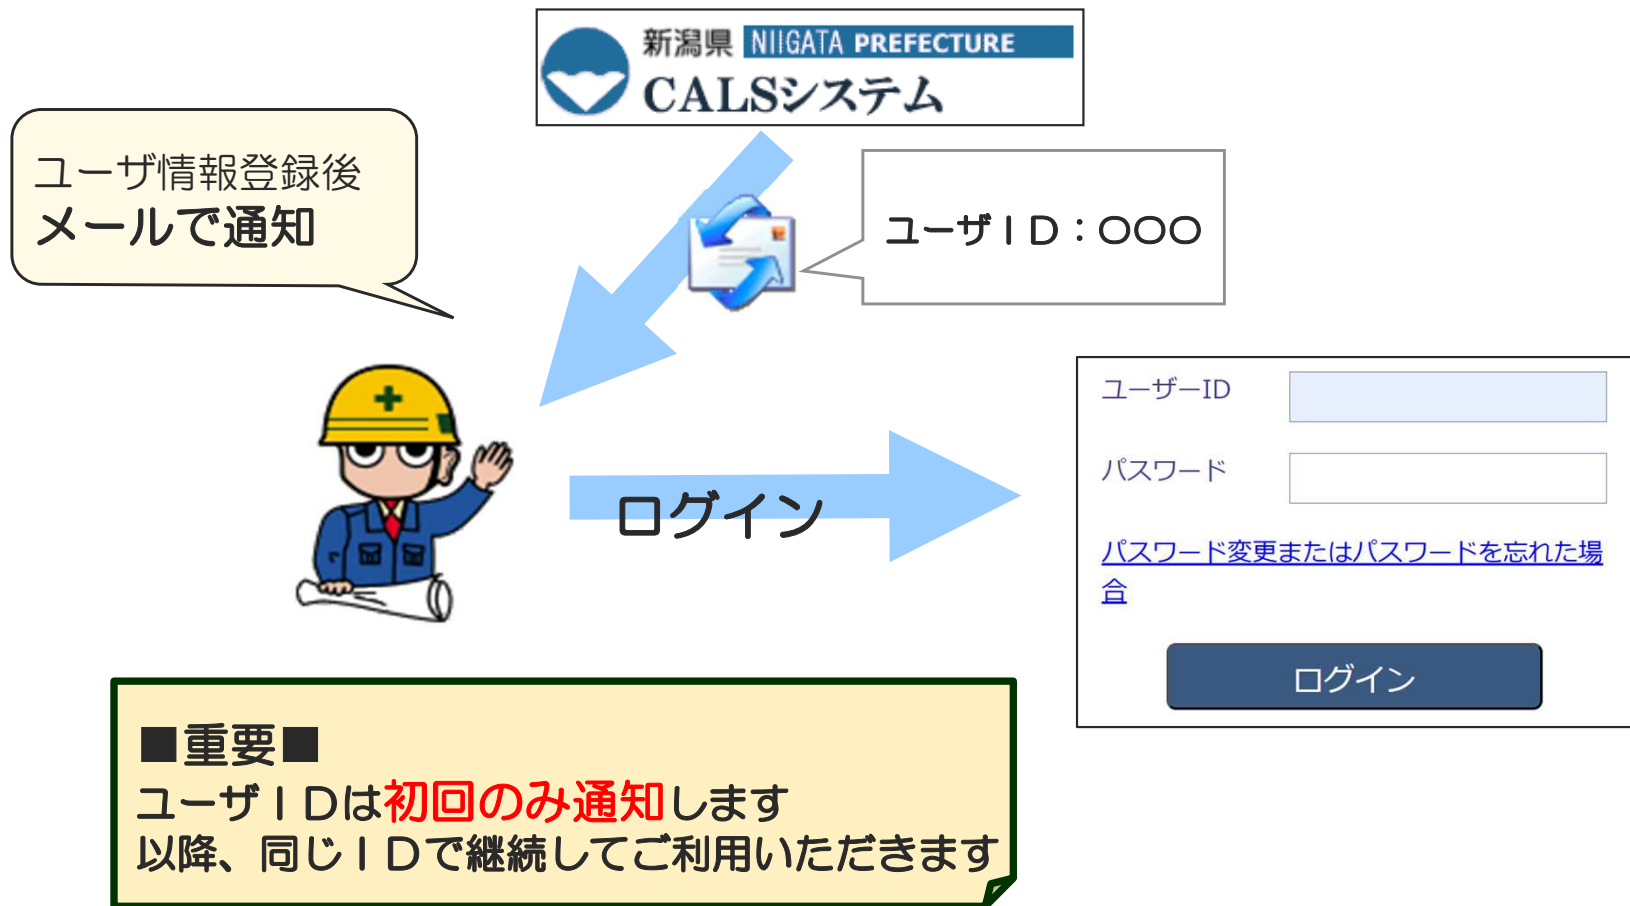 新潟県 NIIGATA PREFECTURE
CALSシステム
ユーザ情報登録後
メールで通知
ユーザID：〇〇〇
ユーザーID
パスワード
パスワード変更またはパスワードを忘れた場
合
ログイン
ログイン
■重要■
ユーザIDは初回のみ通知します
以降、同じIDで継続してご利用いただきます